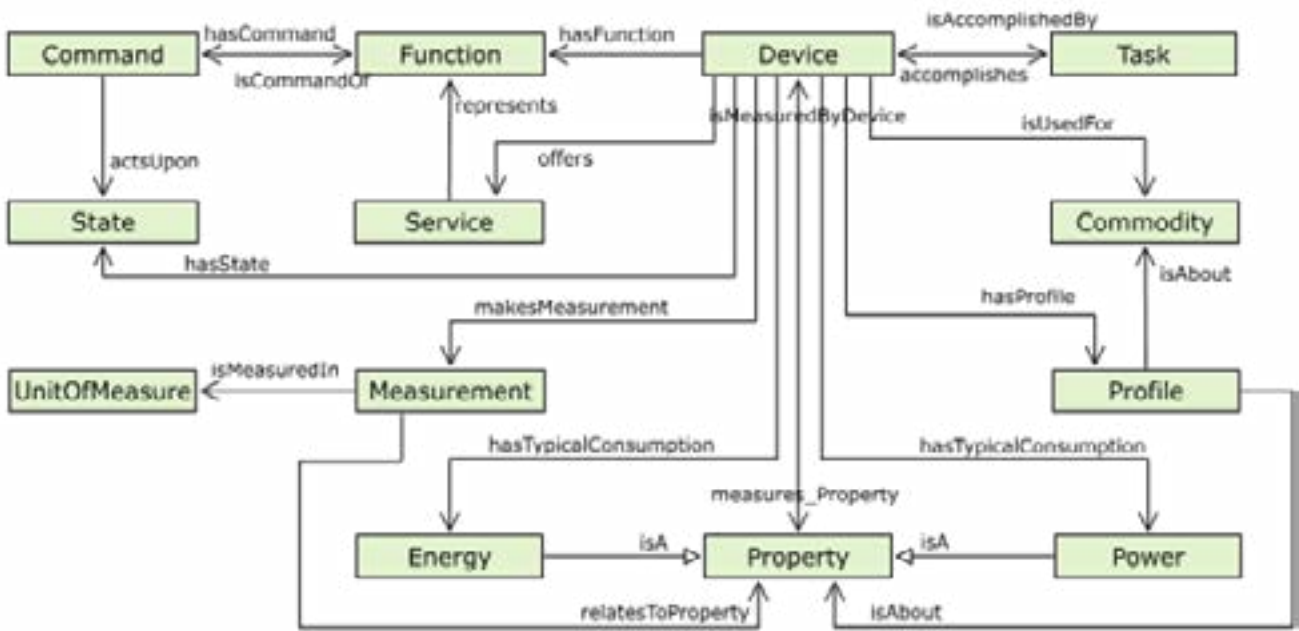 isAccomplishedBy
hasCommand
hasFunction
Command
Function
Device
Task
isCommandOf
accomplishes
represents
isMeasuredByDevice
isUsedFor
actsUpon
offers
State
Service
Commodity
hasState
isAbout
hasProfile
makesMeasurement
isMeasuredIn
UnitOfMeasure
Measurement
Profile
hasTypicalConsumption
hasTypicalConsumption
measures_Property
isA
isA
Energy
Property
Power
relatesToProperty
isAbout